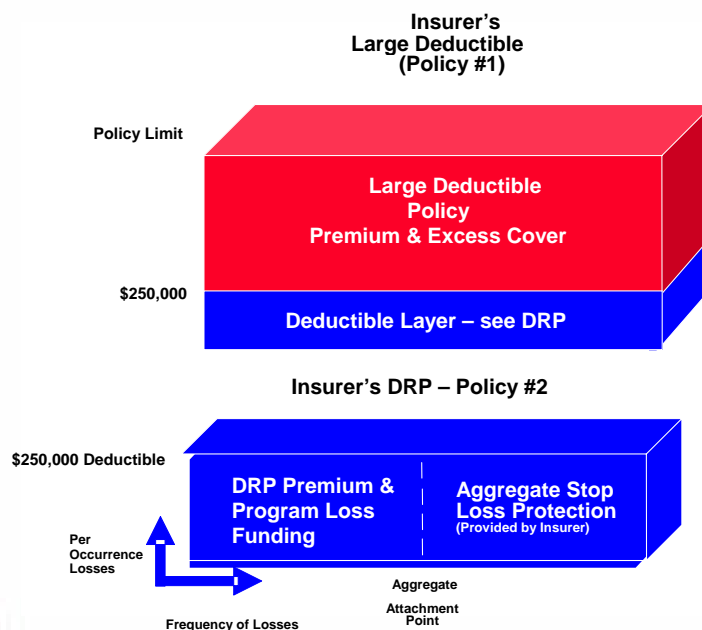 Insurer's
Large Deductible
(Policy #1)
Policy Limit
Large Deductible
Policy
Premium & Excess Cover
$250,000
Deductible Layer – see DRP
Insurer's DRP – Policy #2
$250,000 Deductible
DRP Premium &
Program Loss
Funding
Aggregate Stop
Loss Protection
(Provided by Insurer)
Per
Occurrence
Losses
Aggregate
Attachment
Point
Frequency of Losses